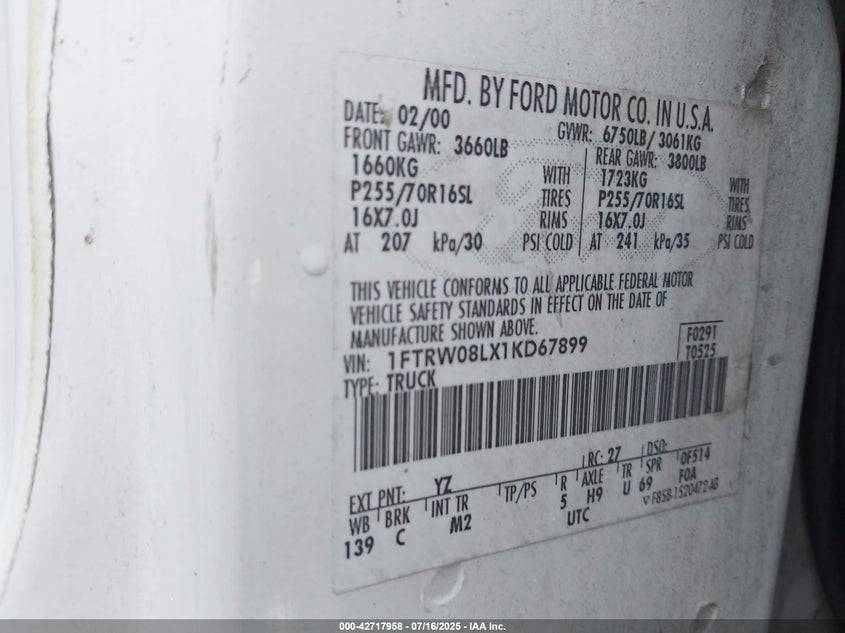 MFD. BY FORD MOTOR CO. IN U.S.A.
DATE: 02/00 GVWR: 6750LB/ 3061KG
FRONT GAWR: 3660LB REAR GAWR: 3800LB
1660KG WITH 1723KG WITH
P255/70R16SL TIRES P255/70R16SL TIRES
16X7.0J RIMS 16X7.0J RIMS
AT 207 kPa/30 PSI COLD AT 241 kPa/35 PSI COLD
THIS VEHICLE CONFORMS TO ALL APPLICABLE FEDERAL MOTOR
VEHICLE SAFETY STANDARDS IN EFFECT ON THE DATE OF
MANUFACTURE SHOWN ABOVE.
VIN: 1FTRW08LX1KD67899 F0291
TYPE: TRUCK T0525
EXT PNT: YZ RC: 27 DSO:
WB BRK INT TR TP/PS R AXLE TR SPR OF514
139 C M2 5 H9 U 69 F0A
UTC ▽ F85B-1520472-AB
000-42717958 - 07/16/2025 - IAA Inc.